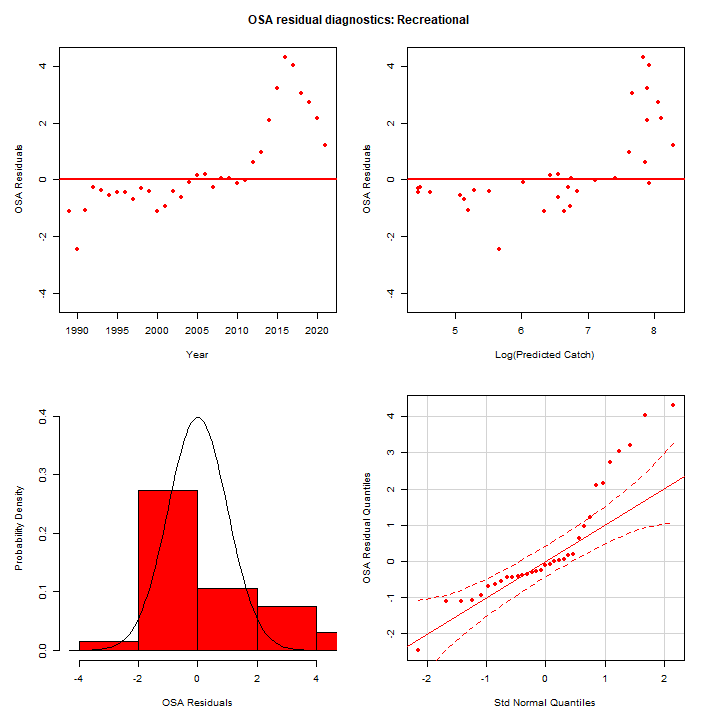 OSA residual diagnostics: Recreational
OSA Residuals
4
2
0
-2
-4
1990 1995 2000 2005 2010 2015 2020
Year
OSA Residuals
4
2
0
-2
-4
5 6 7 8
Log(Predicted Catch)
Probability Density
0.4
0.3
0.2
0.1
0.0
-4 -2 0 2 4
OSA Residuals
OSA Residual Quantiles
4
3
2
1
0
-1
-2
-2 -1 0 1 2
Std Normal Quantiles